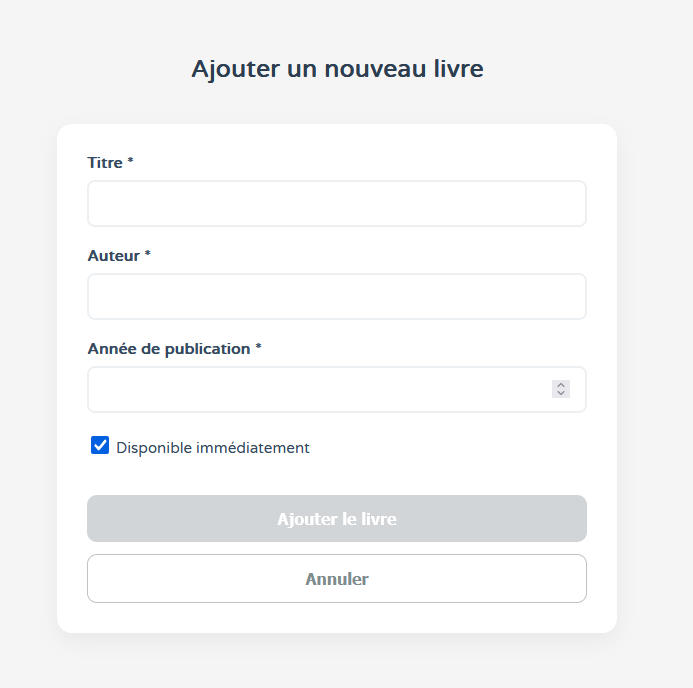 Ajouter un nouveau livre
Titre *
Auteur *
Année de publication *
Disponible immédiatement
Ajouter le livre
Annuler